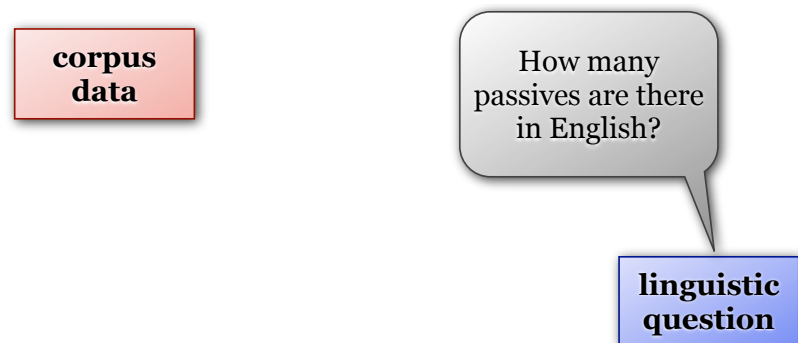 corpus
data
How many
passives are there
in English?
linguistic
question